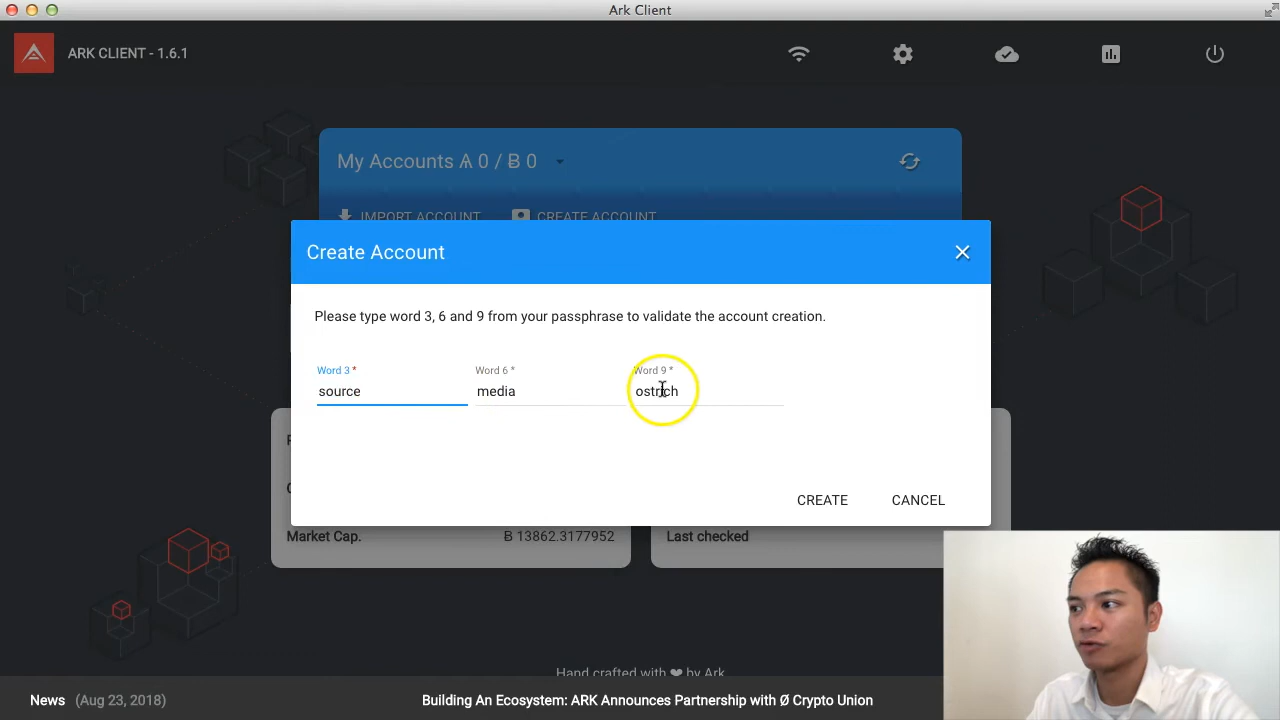 Ark Client
ARK CLIENT - 1.6.1
My Accounts Ѧ 0 / Ƀ 0
IMPORT ACCOUNT CREATE ACCOUNT
Create Account
Please type word 3, 6 and 9 from your passphrase to validate the account creation.
Word 3 * Word 6 * Word 9 *
source media ostrich
CREATE CANCEL
Market Cap. Ƀ 13862.3177952 Last checked
Hand crafted with ❤ by Ark
News (Aug 23, 2018) Building An Ecosystem: ARK Announces Partnership with Ø Crypto Union